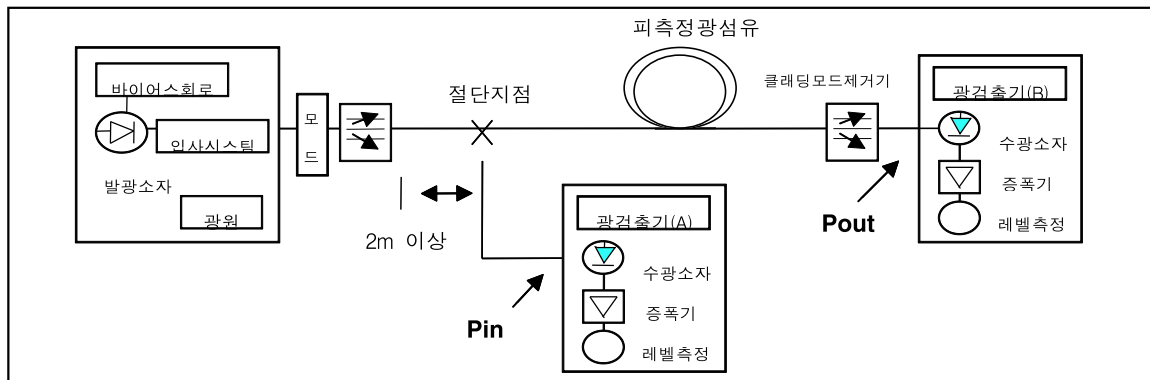 피측정광섬유
바이어스회로
절단지점
클래딩모드제거기
광검출기(B)
모
드
입사시스팀
수광소자
발광소자
증폭기
광원
광검출기(A)
Pout
레벨측정
2m 이상
수광소자
Pin
증폭기
레벨측정